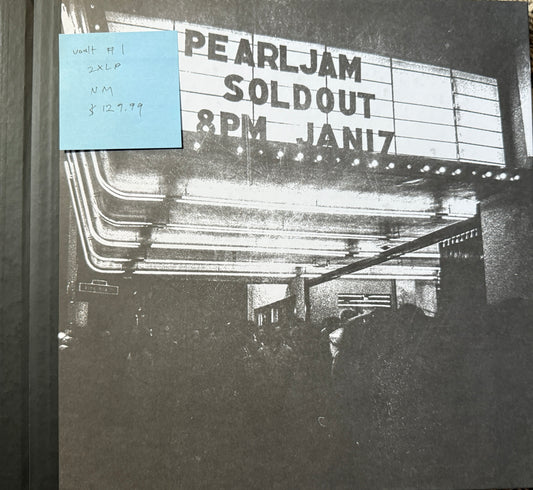 vault #1
2XLP
NM
$ 129.99
PEARLJAM
SOLDOUT
8PM JAN17